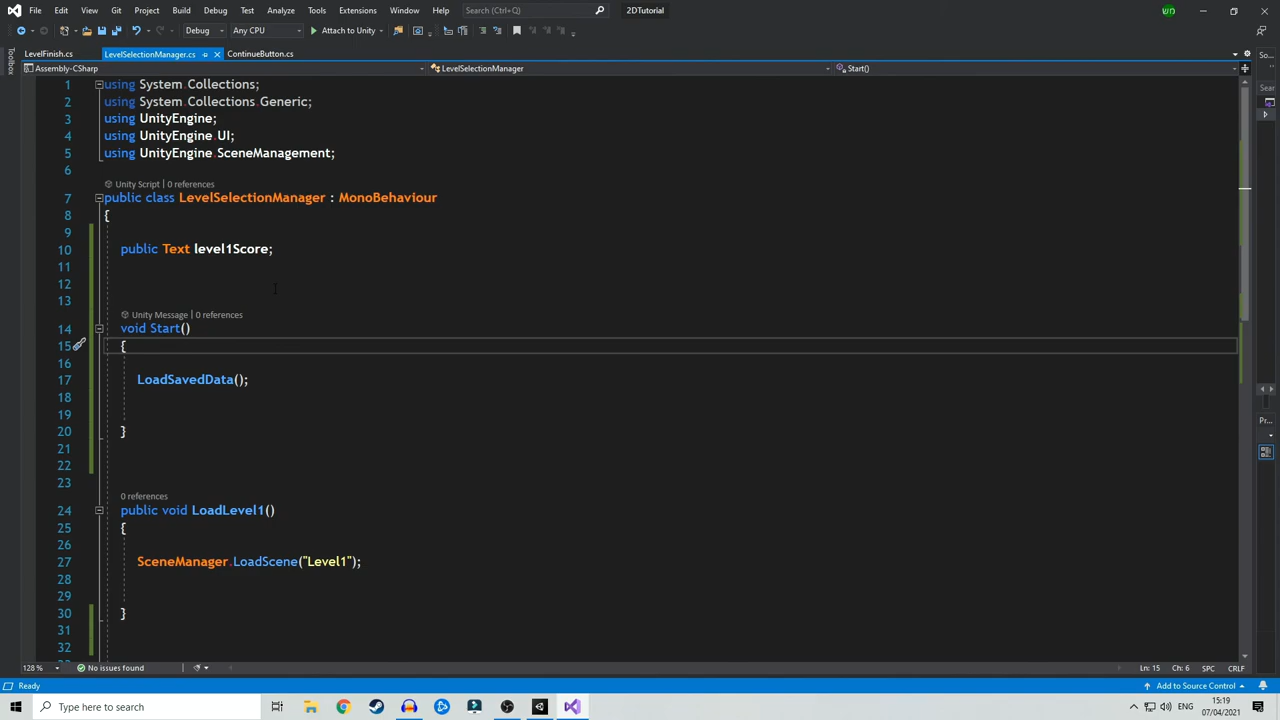 File Edit View Git Project Build Debug Test Analyze Tools Extensions Window Help Search (Ctrl+Q) 2DTutorial
Debug Any CPU Attach to Unity
LevelFinish.cs LevelSelectionManager.cs ContinueButton.cs
Assembly-CSharp LevelSelectionManager Start()
Toolbox
1 using System.Collections;
2 using System.Collections.Generic;
3 using UnityEngine;
4 using UnityEngine.UI;
5 using UnityEngine.SceneManagement;
6
Unity Script | 0 references
7 public class LevelSelectionManager : MonoBehaviour
8 {
9
10 public Text level1Score;
11
12
13
Unity Message | 0 references
14 void Start()
15 {
16
17 LoadSavedData();
18
19
20 }
21
22
23
0 references
24 public void LoadLevel1()
25 {
26
27 SceneManager.LoadScene("Level1");
28
29
30 }
31
32
So...
Sear
Pr...
128 % No issues found Ln: 15 Ch: 6 SPC CRLF
Ready Add to Source Control
Type here to search ENG 15:19
07/04/2021